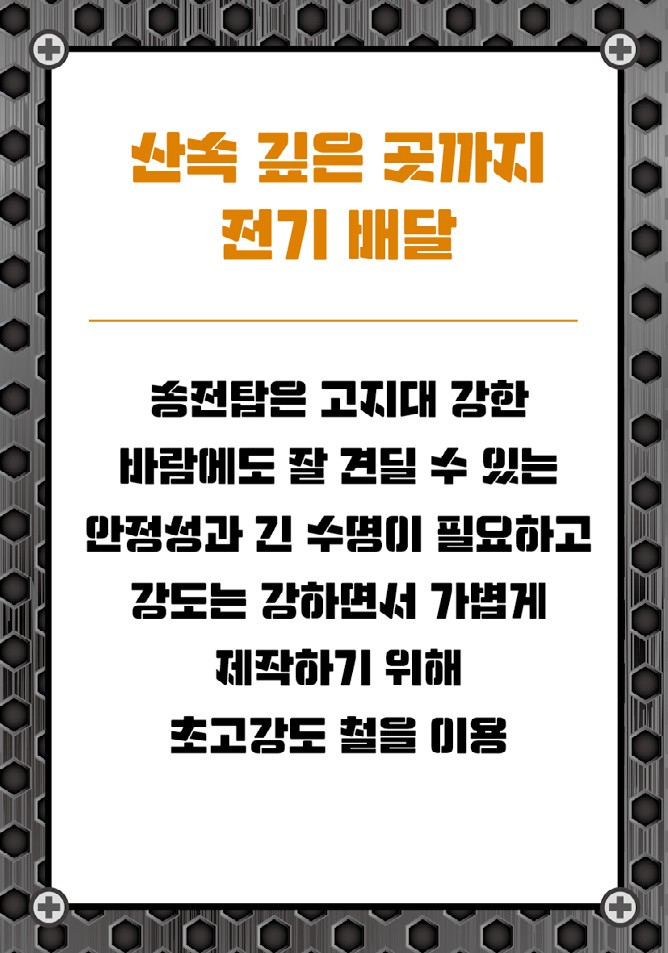 산속 깊은 곳까지
전기 배달
송전탑은 고지대 강한
바람에도 잘 견딜 수 있는
안정성과 긴 수명이 필요하고
강도는 강하면서 가볍게
제작하기 위해
초고강도 철을 이용